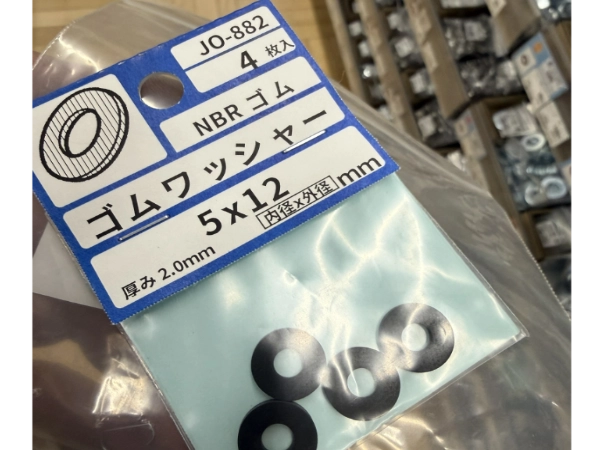 JO-882
4 枚入
NBR ゴム
ゴムワッシャー
5x12 mm
内径x外径
厚み 2.0mm